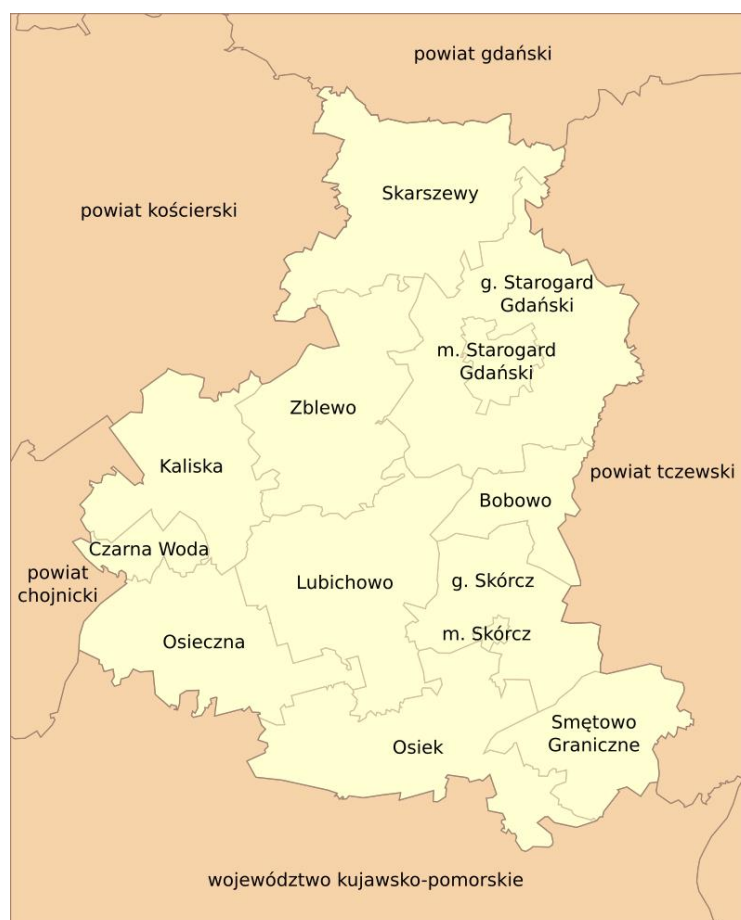 powiat gdański
Skarszewy
powiat kościerski
g. Starogard
Gdański
m. Starogard
Gdański
Zblewo
Kaliska
powiat tczewski
Bobowo
Czarna Woda
powiat
chojnicki
Lubichowo
g. Skórcz
m. Skórcz
Osieczna
Smętowo
Graniczne
Osiek
województwo kujawsko-pomorskie